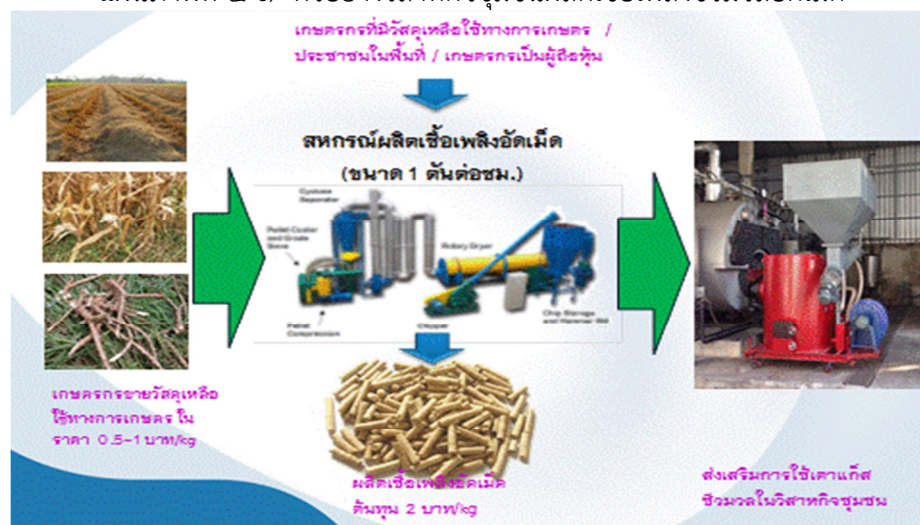 เกษตรกรที่มีวัสดุเหลือใช้ทางการเกษตร /
ประชาชนในพื้นที่ / เกษตรกรเป็นผู้ถือหุ้น
สหกรณ์ผลิตเชื้อเพลิงอัดเม็ด
(ขนาด 1 ตันต่อชม.)
Cyclone
Separator
Pellet Cooler
and Grade
Sieve
Rotary Dryer
Pellet
Compression
Chipper
Chip Storage
and Hammer Mill
เกษตรกรขายวัสดุเหลือ
ใช้ทางการเกษตร ใน
ราคา 0.5-1 บาท/kg
ผลิตเชื้อเพลิงอัดเม็ด
ต้นทุน 2 บาท/kg
ส่งเสริมการใช้เตาแก๊ส
ชีวมวลในวิสาหกิจชุมชน